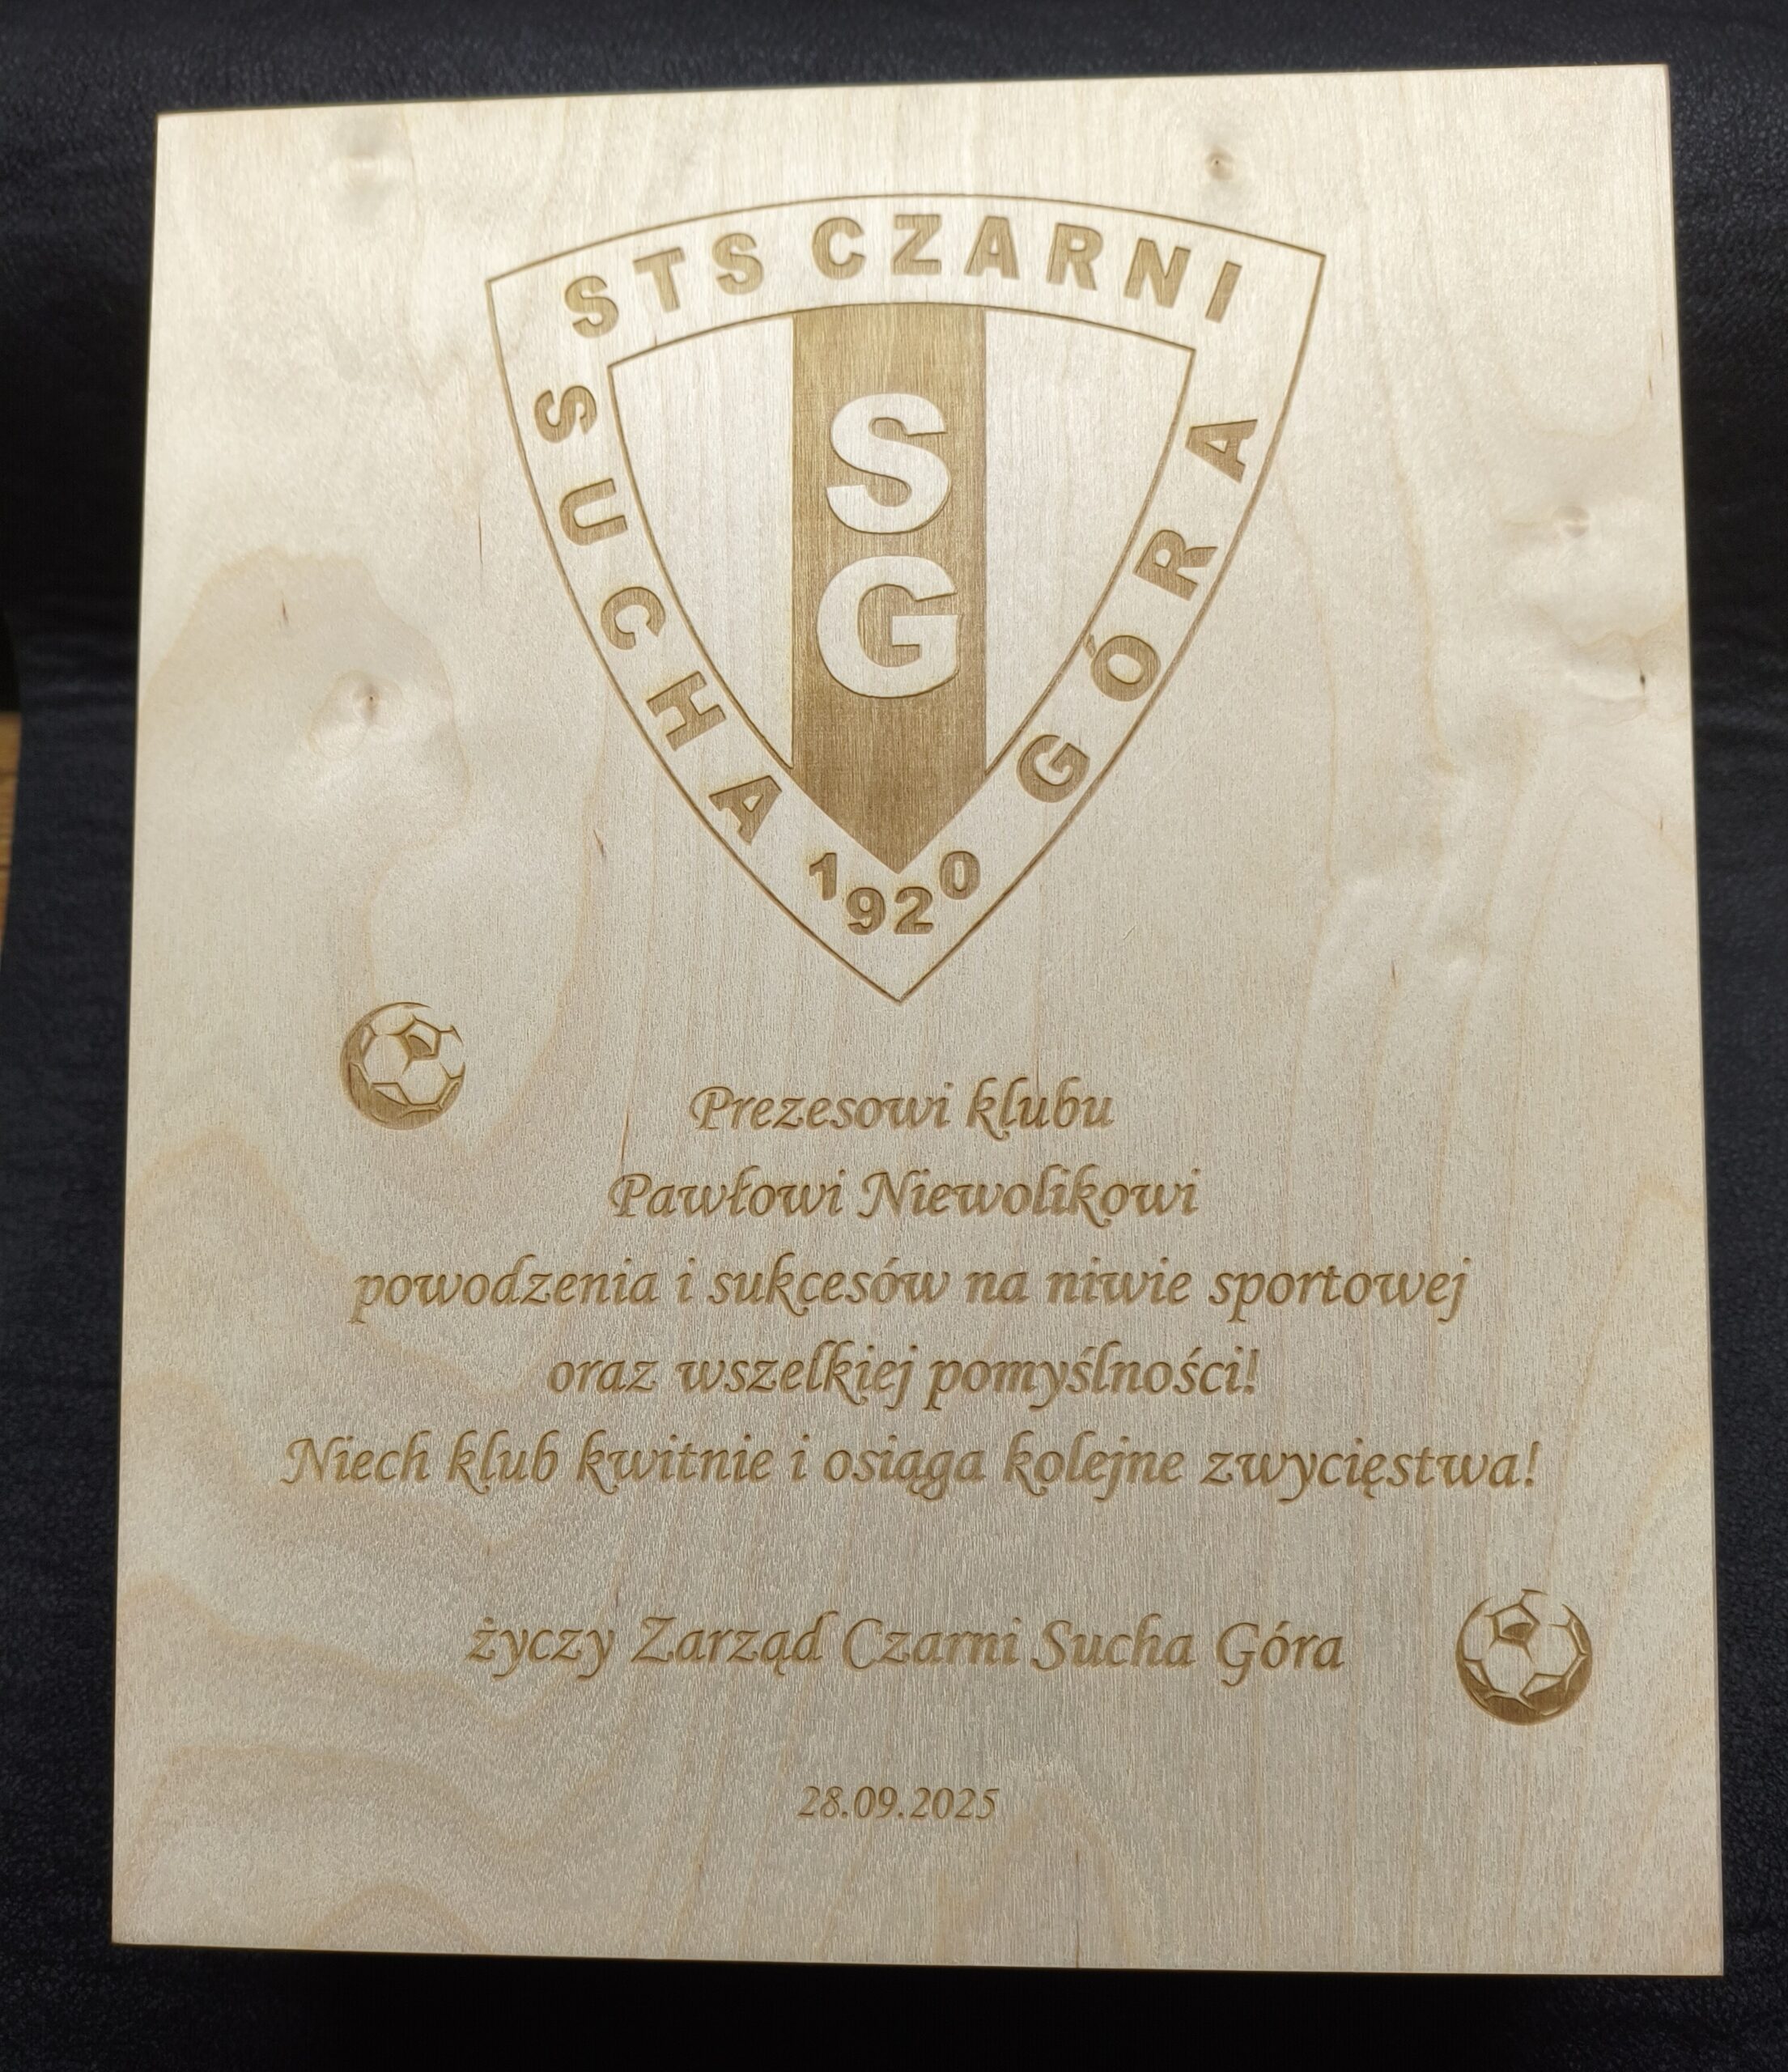 STS CZARNI
SUCHA GÓRA
SG
1920
Prezesowi klubu
Pawłowi Niewolikowi
powodzenia i sukcesów na niwie sportowej
oraz wszelkiej pomyślności!
Niech klub kwitnie i osiąga kolejne zwycięstwa!
życzy Zarząd Czarni Sucha Góra
28.09.2025